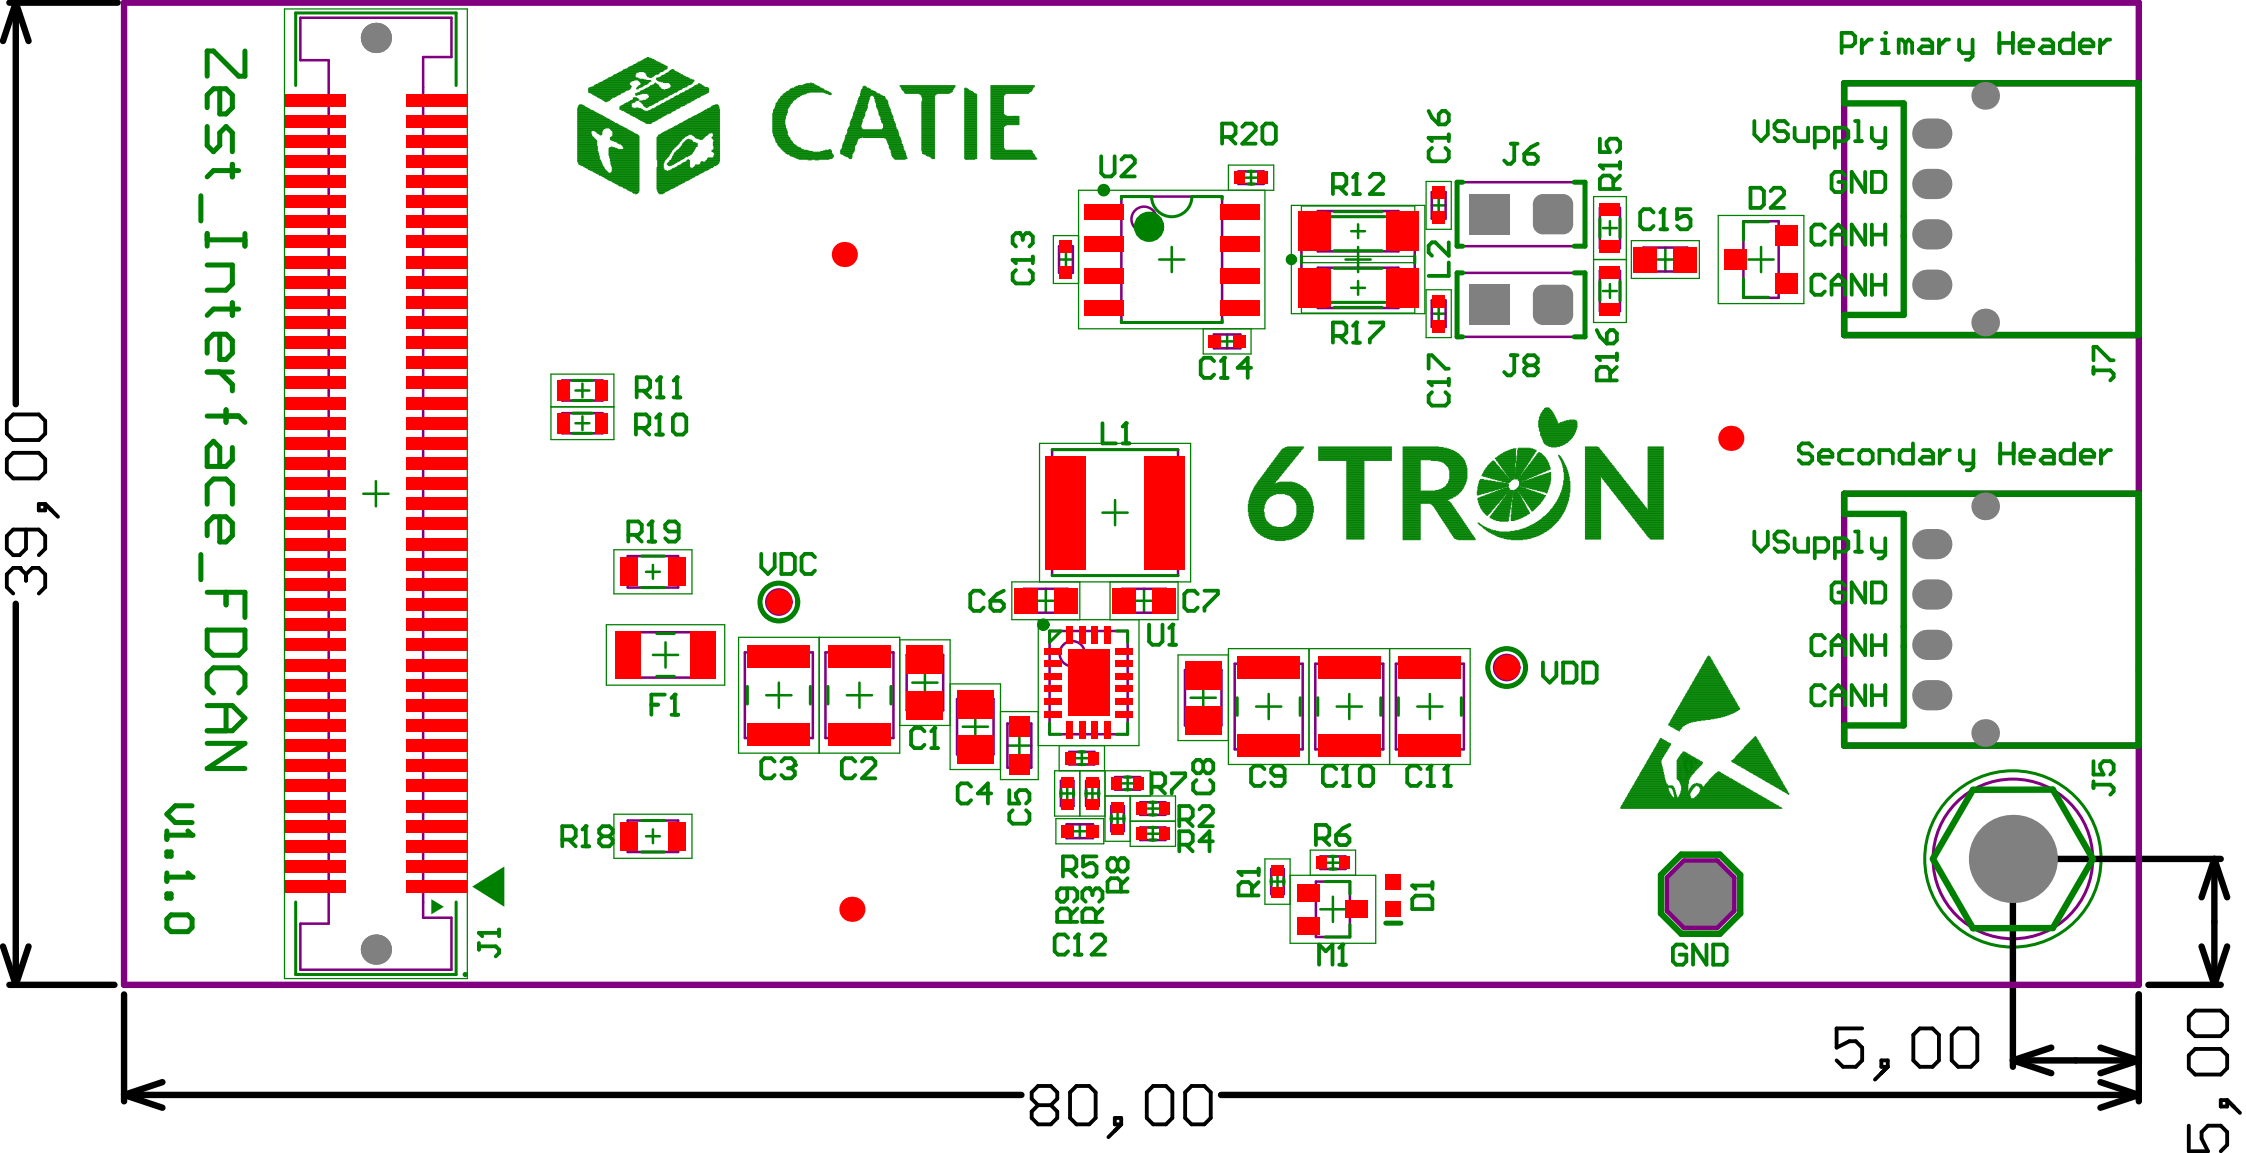 Primary Header
Zest_Interface_FDCAN
V1.1.0
CATIE
R20
C16
J6
R15
VSupply
U2
R12
D2
GND
C15
C13
L2
CANH
CANH
R17
C14
C17
J8
R16
J7
R11
R10
39,00
L1
6TRON
Secondary Header
R19
VDC
VSupply
C6
C7
GND
U1
CANH
F1
VDD
CANH
C1
C3
C2
C4
C5
C8
C9
C10
C11
J5
R7
R2
R18
R4
R6
R5
R8
R1
D1
R9
R3
C12
J1
M1
GND
5,00
5,00
80,00